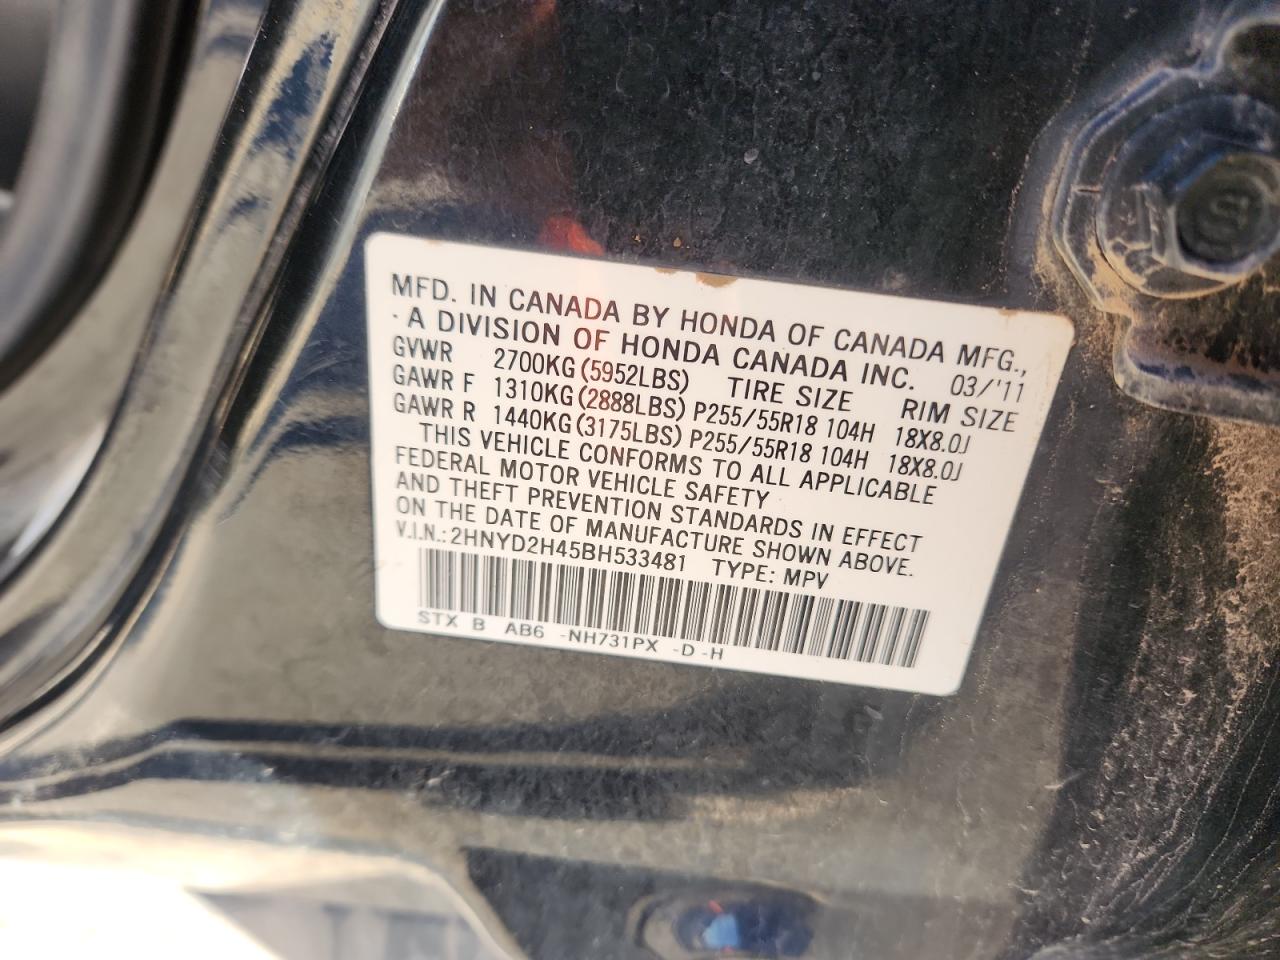 MFD. IN CANADA BY HONDA OF CANADA MFG.,
· A DIVISION OF HONDA CANADA INC. 03/'11
GVWR 2700KG(5952LBS) TIRE SIZE RIM SIZE
GAWR F 1310KG(2888LBS) P255/55R18 104H 18X8.0J
GAWR R 1440KG(3175LBS) P255/55R18 104H 18X8.0J
THIS VEHICLE CONFORMS TO ALL APPLICABLE
FEDERAL MOTOR VEHICLE SAFETY
AND THEFT PREVENTION STANDARDS IN EFFECT
ON THE DATE OF MANUFACTURE SHOWN ABOVE.
V.I.N.: 2HNYD2H45BH533481 TYPE: MPV
STX B AB6 -NH731PX -D -H
S